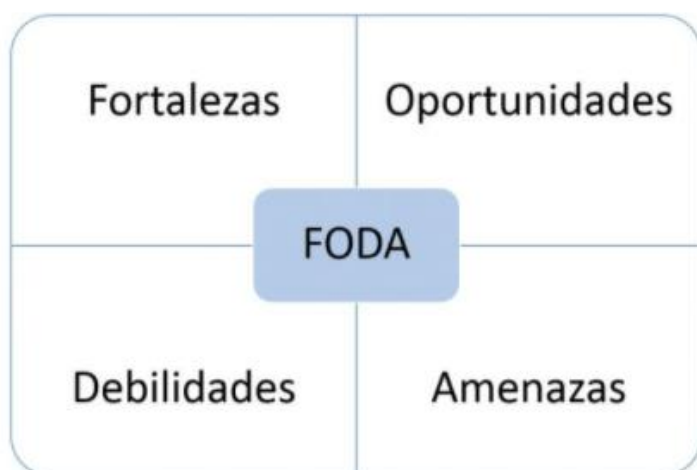 Fortalezas
Oportunidades
FODA
Debilidades
Amenazas